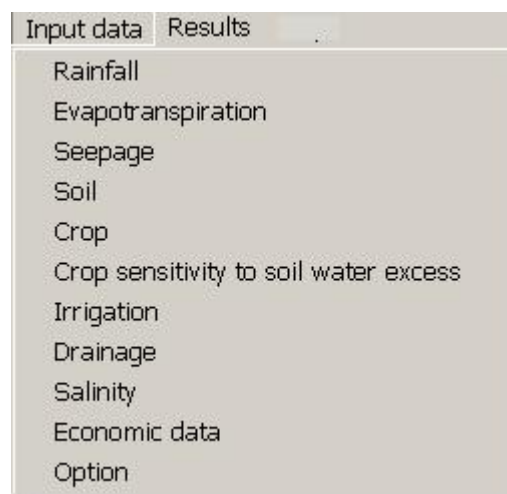 Input data Results
Rainfall
Evapotranspiration
Seepage
Soil
Crop
Crop sensitivity to soil water excess
Irrigation
Drainage
Salinity
Economic data
Option